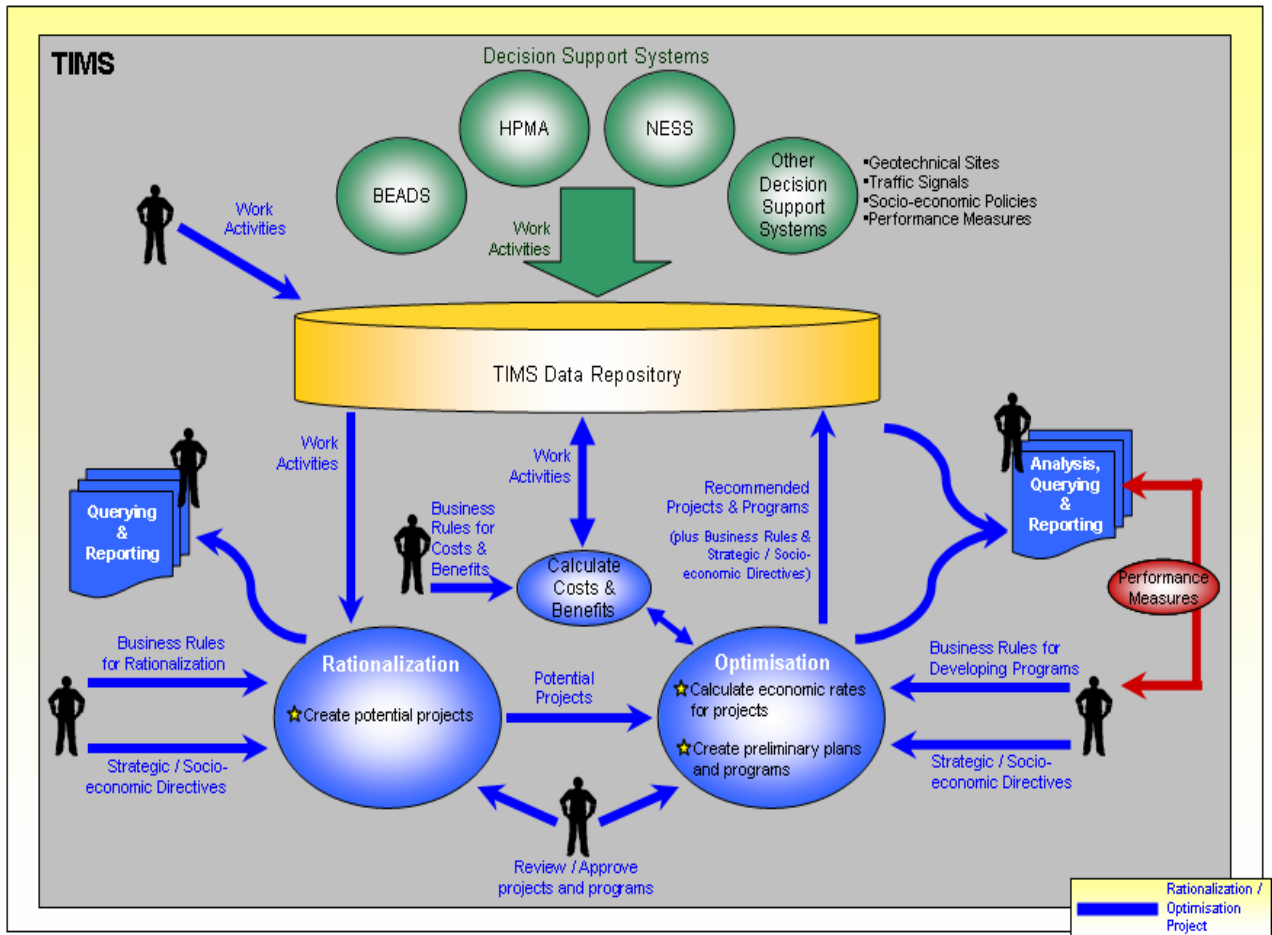 TIMS
Decision Support Systems
HPMA
NESS
BEADS
Other
Decision
Support
Systems
▪Geotechnical Sites
▪Traffic Signals
▪Socio-economic Policies
▪Performance Measures
Work
Activities
Work
Activities
TIMS Data Repository
Work
Activities
Work
Activities
Recommended
Projects & Programs
(plus Business Rules &
Strategic / Socio-
economic Directives)
Analysis,
Querying
&
Reporting
Querying
&
Reporting
Business
Rules for
Costs &
Benefits
Calculate
Costs &
Benefits
Performance
Measures
Business Rules
for Rationalization
Rationalization
Create potential projects
Potential
Projects
Optimisation
Calculate economic rates
for projects
Create preliminary plans
and programs
Business Rules for
Developing Programs
Strategic / Socio-
economic Directives
Strategic / Socio-
economic Directives
Review / Approve
projects and programs
Rationalization /
Optimisation
Project